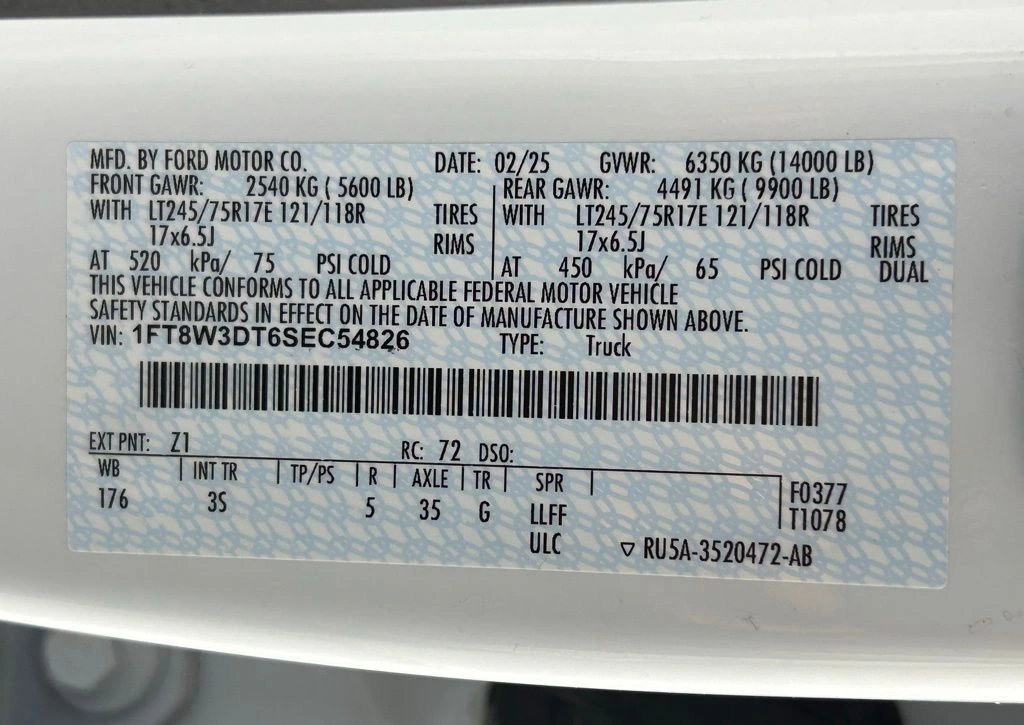 MFD. BY FORD MOTOR CO. DATE: 02/25 GVWR: 6350 KG (14000 LB)
FRONT GAWR: 2540 KG ( 5600 LB) REAR GAWR: 4491 KG ( 9900 LB)
WITH LT245/75R17E 121/118R TIRES WITH LT245/75R17E 121/118R TIRES
17x6.5J RIMS 17x6.5J RIMS
AT 520 kPa/ 75 PSI COLD AT 450 kPa/ 65 PSI COLD DUAL
THIS VEHICLE CONFORMS TO ALL APPLICABLE FEDERAL MOTOR VEHICLE
SAFETY STANDARDS IN EFFECT ON THE DATE OF MANUFACTURE SHOWN ABOVE.
VIN: 1FT8W3DT6SEC54826 TYPE: Truck
EXT PNT: Z1 RC: 72 DSO:
WB INT TR TP/PS R AXLE TR SPR
176 3S 5 35 G LLFF
ULC
F0377
T1078
▽ RU5A-3520472-AB